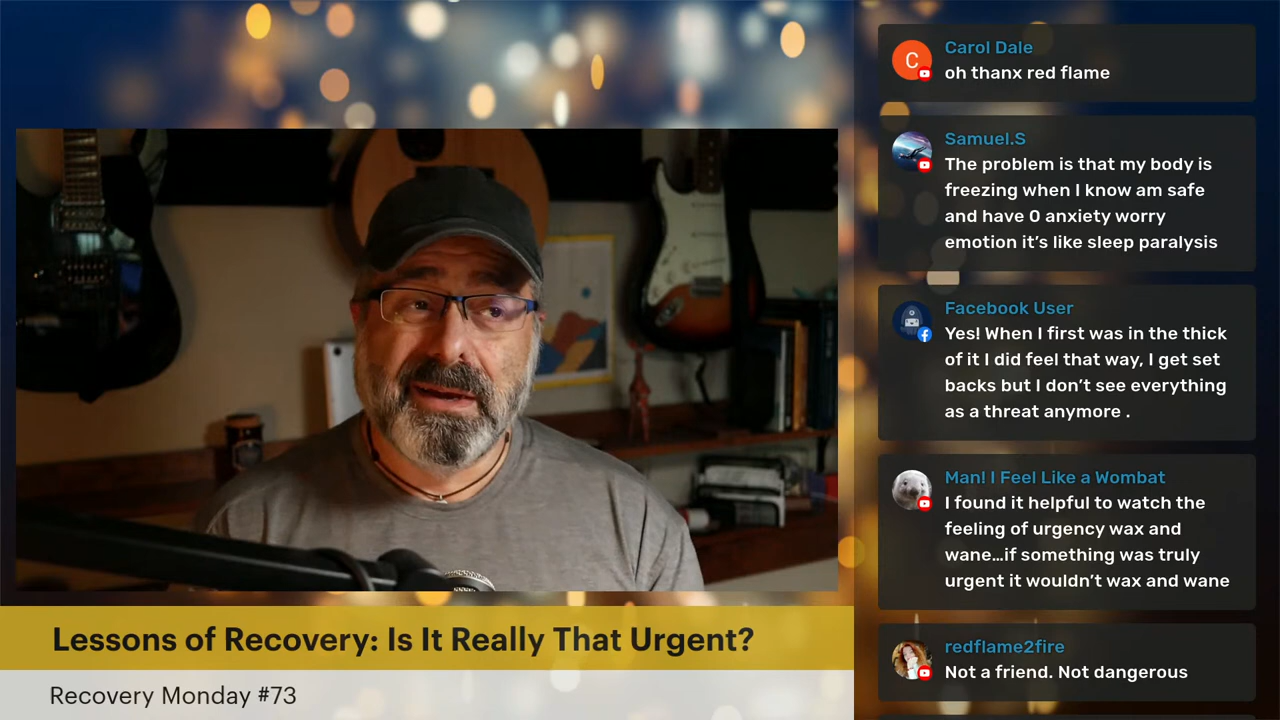 Carol Dale
C
oh thanx red flame
Samuel.S
The problem is that my body is
freezing when I know am safe
and have 0 anxiety worry
emotion it’s like sleep paralysis
Facebook User
Yes! When I first was in the thick
of it I did feel that way, I get set
backs but I don’t see everything
as a threat anymore .
Man! I Feel Like a Wombat
I found it helpful to watch the
feeling of urgency wax and
wane…if something was truly
urgent it wouldn’t wax and wane
redflame2fire
Not a friend. Not dangerous
Lessons of Recovery: Is It Really That Urgent?
Recovery Monday #73